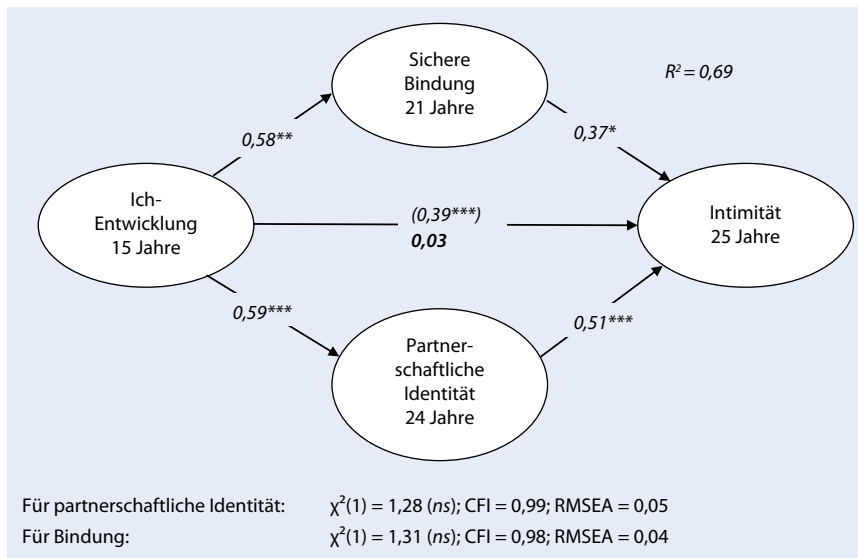 Sichere
Bindung
21 Jahre
R² = 0,69
0,58**
0,37*
Ich-
Entwicklung
15 Jahre
(0,39***)
0,03
Intimität
25 Jahre
0,59***
0,51***
Partner-
schaftliche
Identität
24 Jahre
Für partnerschaftliche Identität: χ²(1) = 1,28 (ns); CFI = 0,99; RMSEA = 0,05
Für Bindung: χ²(1) = 1,31 (ns); CFI = 0,98; RMSEA = 0,04